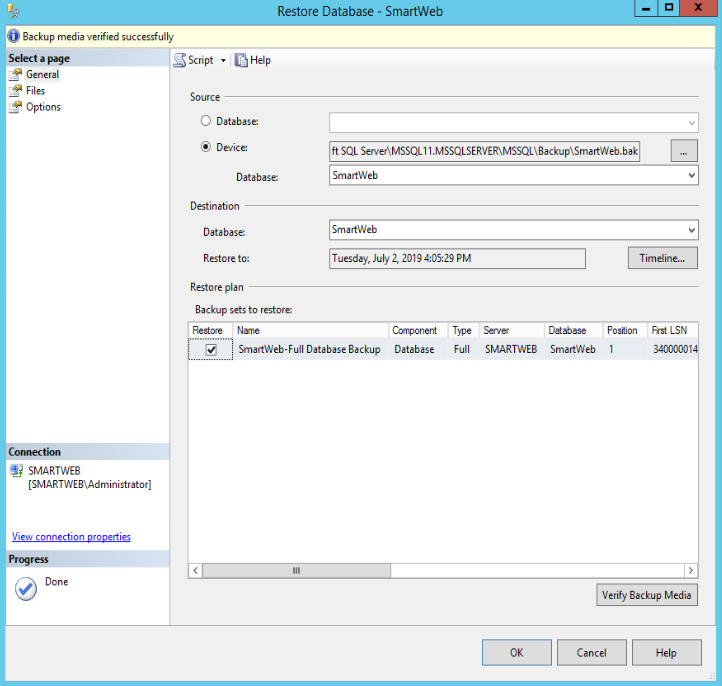 Restore Database - SmartWeb
Backup media verified successfully
Select a page
General
Files
Options
Script
Help
Source
Database:
Device:
ft SQL Server\MSSQL11.MSSQLSERVER\MSSQL\Backup\SmartWeb.bak
...
Database:
SmartWeb
Destination
Database:
SmartWeb
Restore to:
Tuesday, July 2, 2019 4:05:29 PM
Timeline...
Restore plan
Backup sets to restore:
Restore Name Component Type Server Database Position First LSN
SmartWeb-Full Database Backup Database Full SMARTWEB SmartWeb 1 340000014
Connection
SMARTWEB
[SMARTWEB\Administrator]
View connection properties
Progress
Done
Verify Backup Media
OK Cancel Help